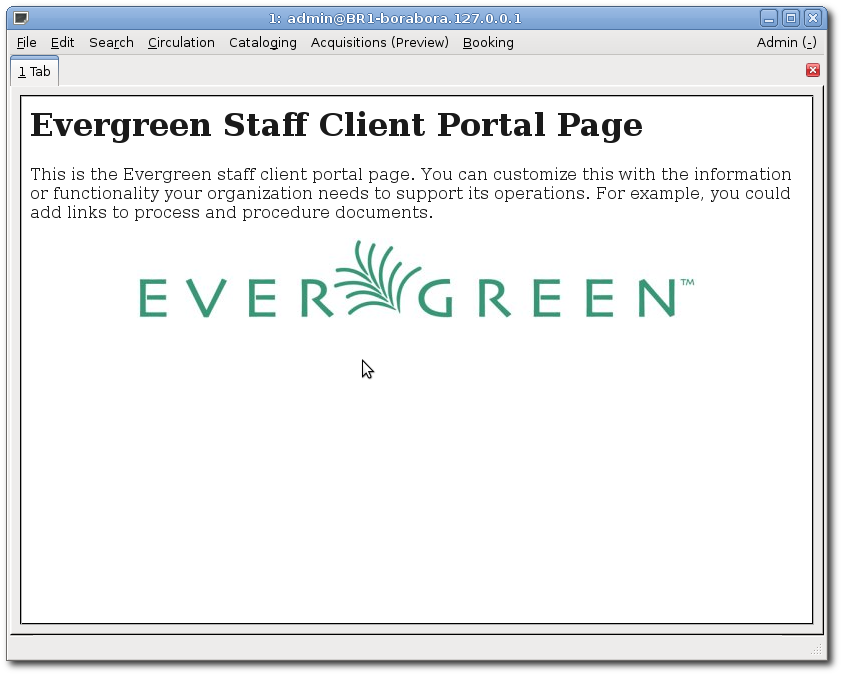 1: admin@BR1-borabora.127.0.0.1
File Edit Search Circulation Cataloging Acquisitions (Preview) Booking Admin (-)
1 Tab
Evergreen Staff Client Portal Page
This is the Evergreen staff client portal page. You can customize this with the information
or functionality your organization needs to support its operations. For example, you could
add links to process and procedure documents.
EVERGREEN™